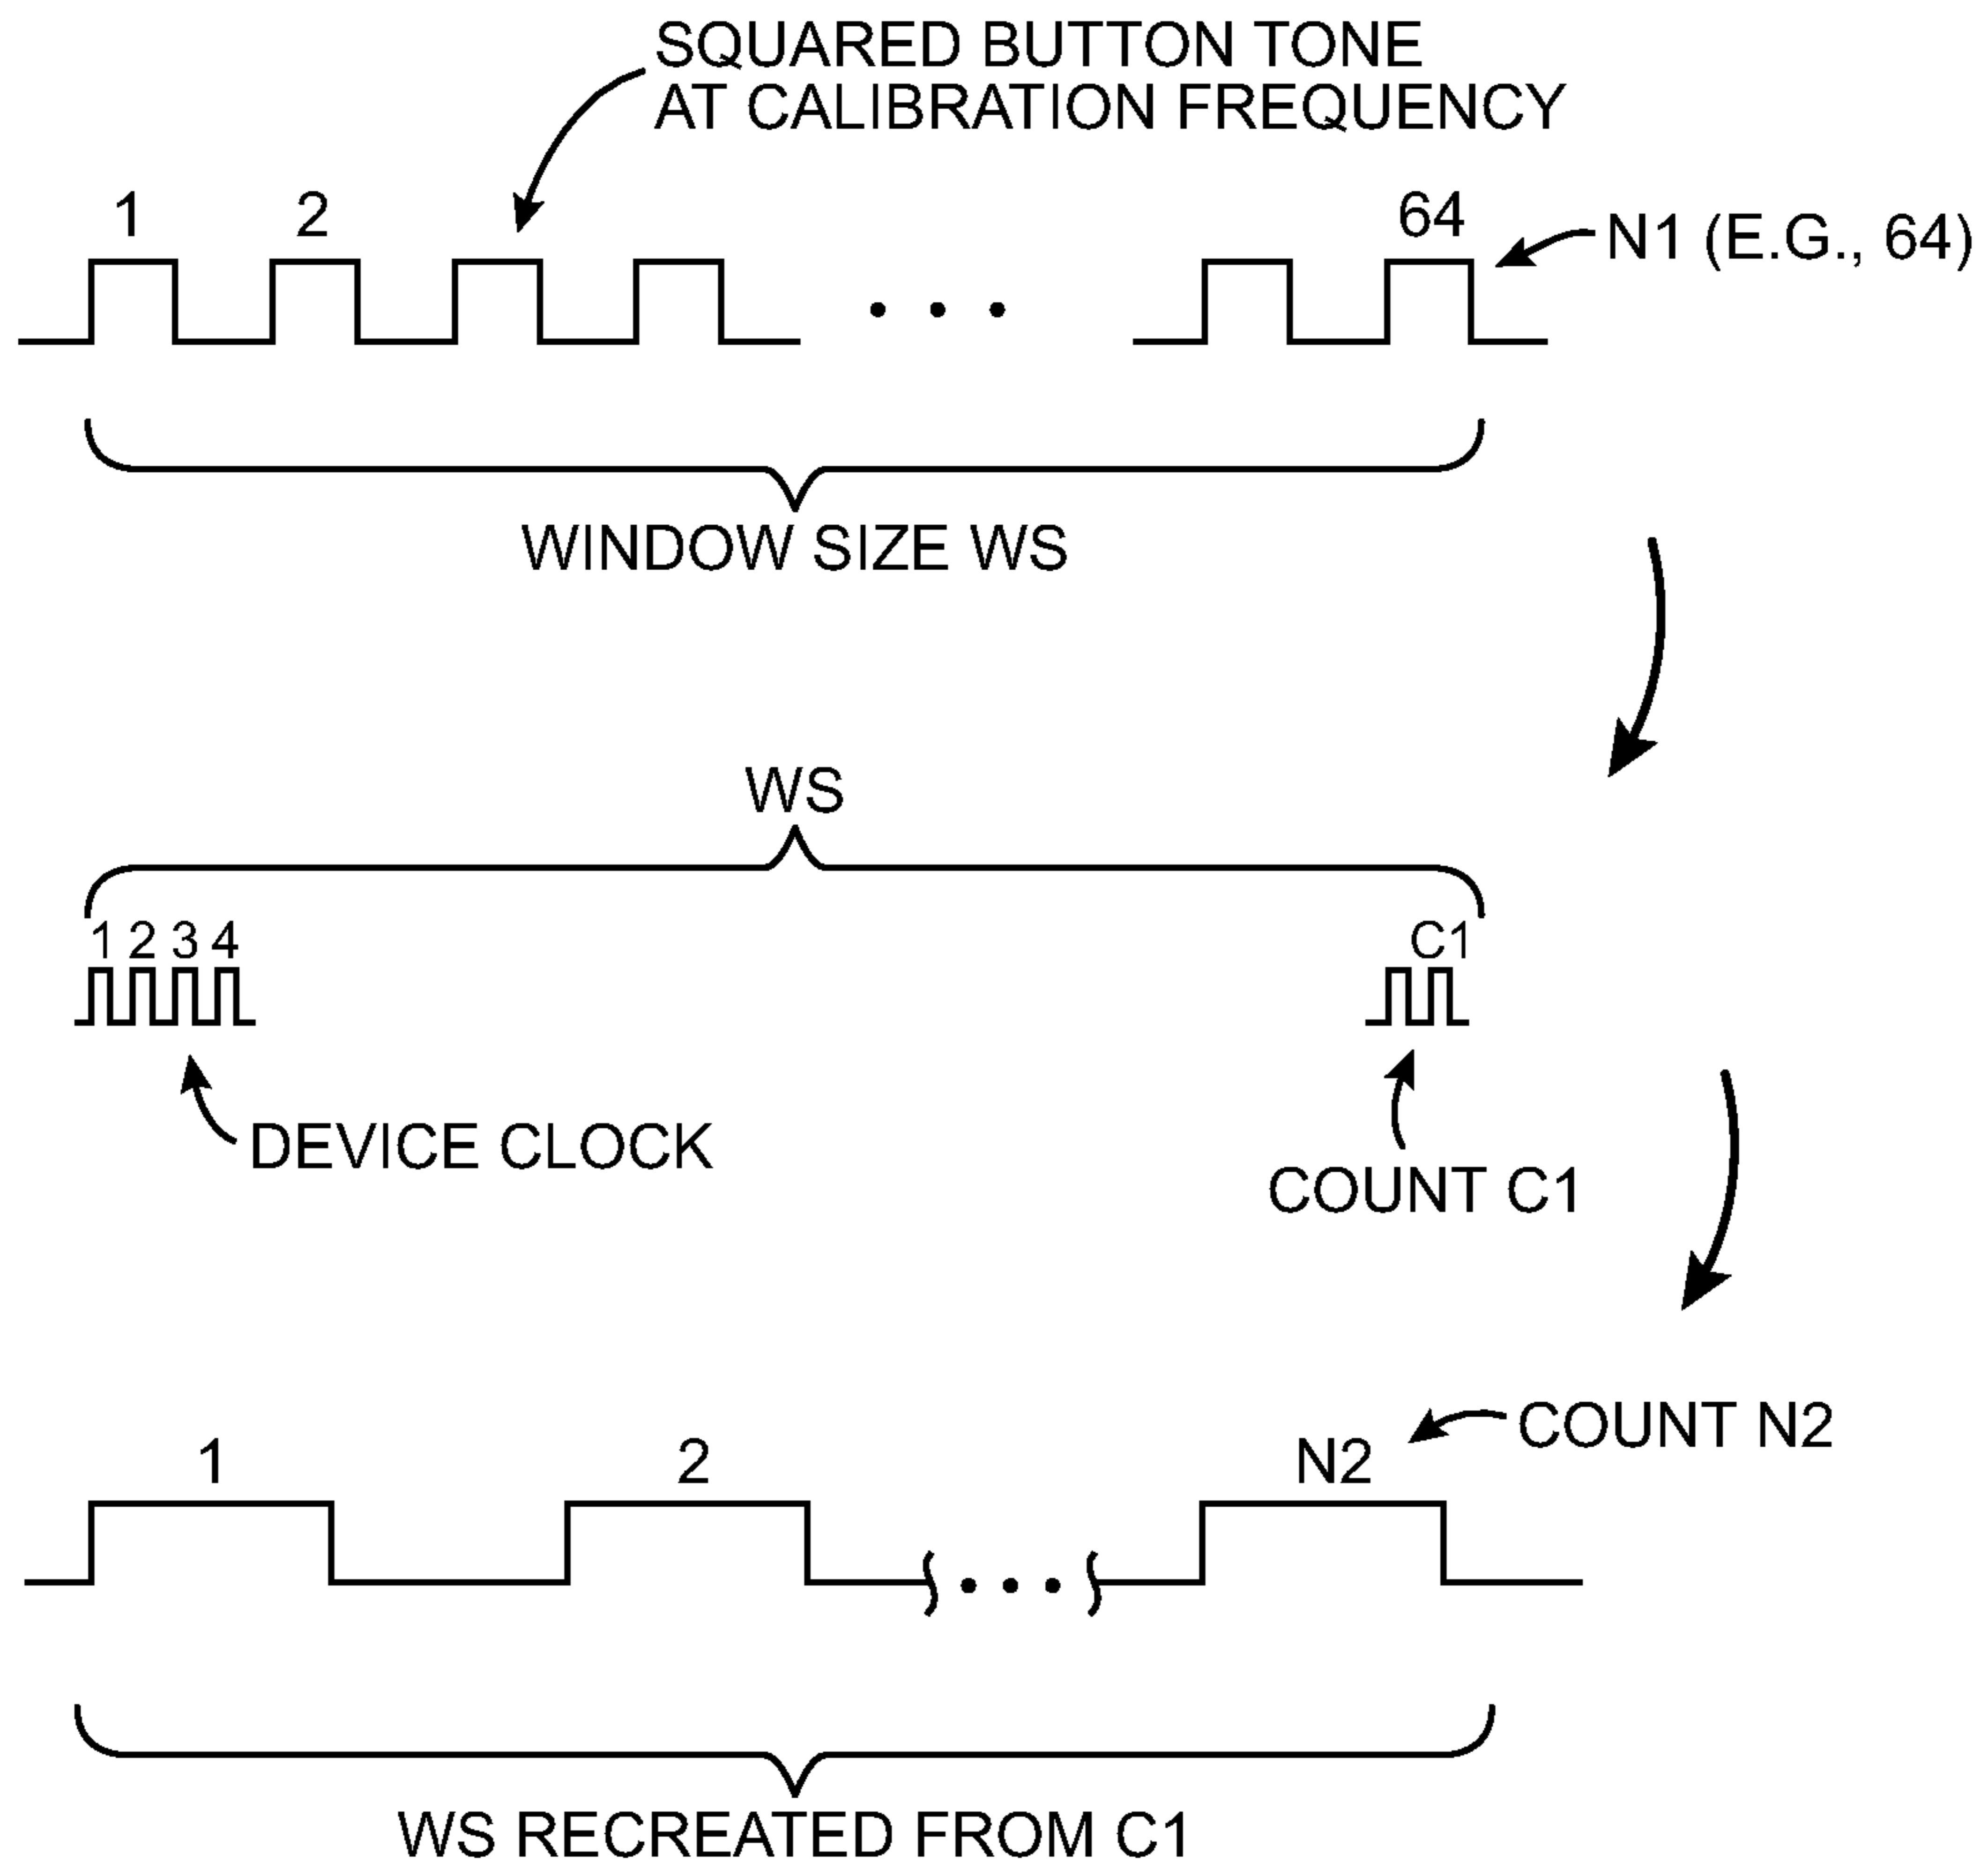 SQUARED BUTTON TONE
AT CALIBRATION FREQUENCY
1 2 64
N1 (E.G., 64)
WINDOW SIZE WS
WS
1 2 3 4 C1
DEVICE CLOCK
COUNT C1
COUNT N2
1 2 N2
WS RECREATED FROM C1